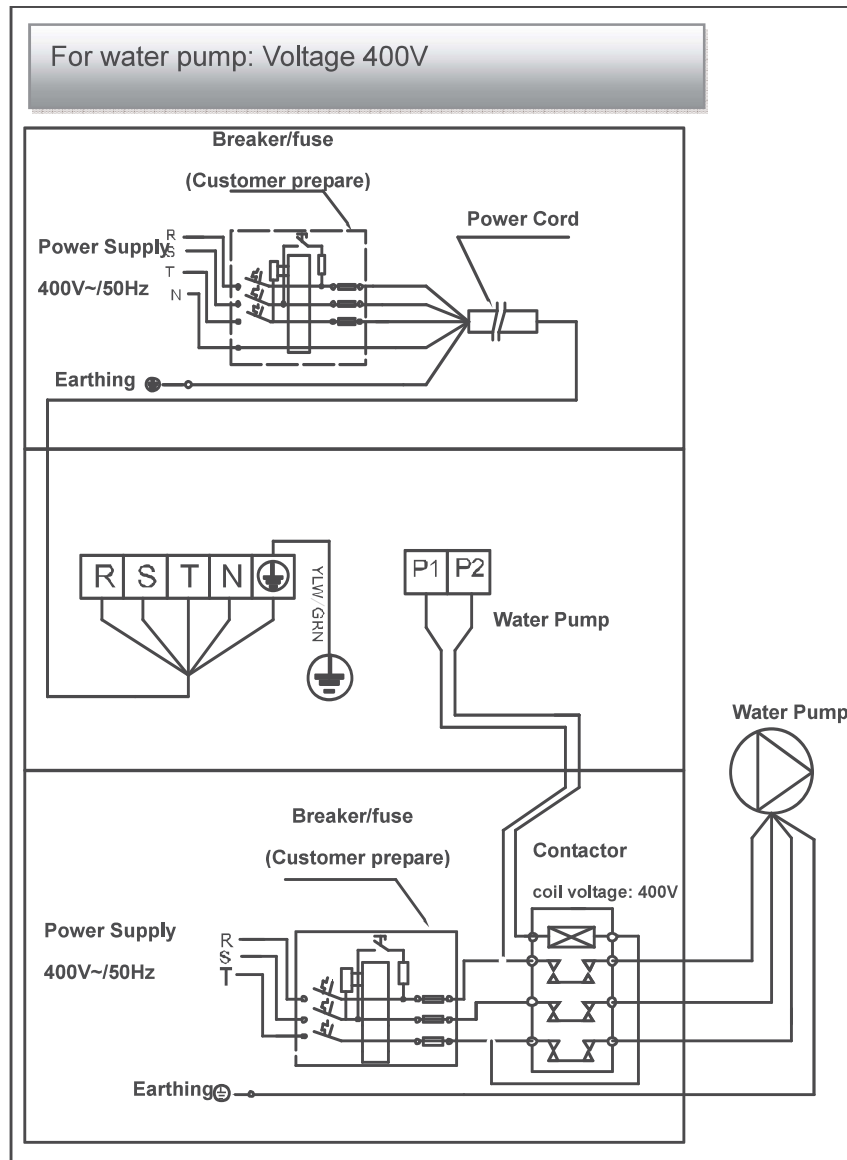 For water pump: Voltage 400V
Breaker/fuse
(Customer prepare)
Power Cord
Power Supply
400V~/50Hz
R
S
T
N
Earthing
R S T N
YLW/GRN
P1 P2
Water Pump
Water Pump
Breaker/fuse
(Customer prepare)
Contactor
coil voltage: 400V
Power Supply
400V~/50Hz
R
S
T
Earthing